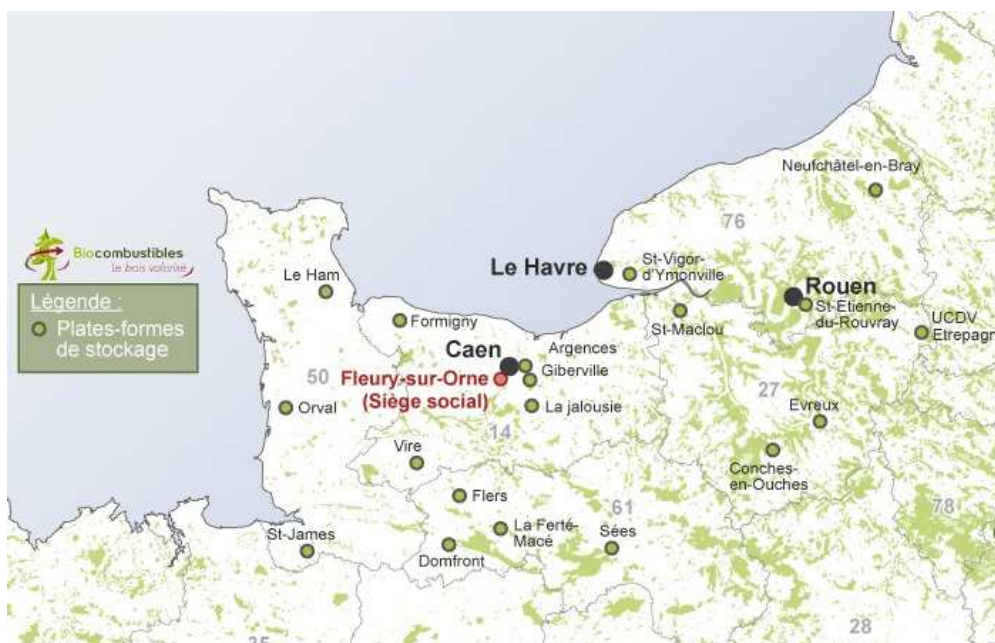 Neufchâtel-en-Bray
76
Biocombustibles
Le bois valorisé
Légende :
Plates-formes
de stockage
Le Ham
Le Havre
St-Vigor-
d'Ymonville
Rouen
St-Etienne-
du-Rouvray
St-Maclou
UCDV
Etrepagn
Formigny
Caen
Argences
Giberville
Fleury-sur-Orne
(Siège social)
50
Orval
La jalousie
14
27
Evreux
Vire
Conches-
en-Ouches
Flers
61
78
La Ferté-
Macé
Sées
St-James
Domfront
28
35